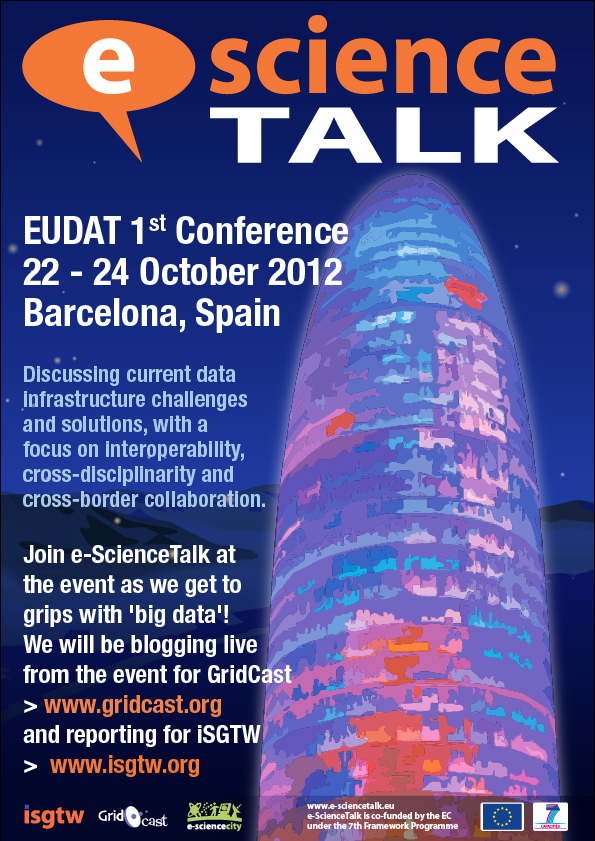 e science
TALK
EUDAT 1st Conference
22 - 24 October 2012
Barcelona, Spain
Discussing current data
infrastructure challenges
and solutions, with a
focus on interoperability,
cross-disciplinarity and
cross-border collaboration.
Join e-ScienceTalk at
the event as we get to
grips with 'big data'!
We will be blogging live
from the event for GridCast
> www.gridcast.org
and reporting for iSGTW
> www.isgtw.org
isgtw
GridCast
e-sciencecity
www.e-sciencetalk.eu
e-ScienceTalk is co-funded by the EC
under the 7th Framework Programme
7